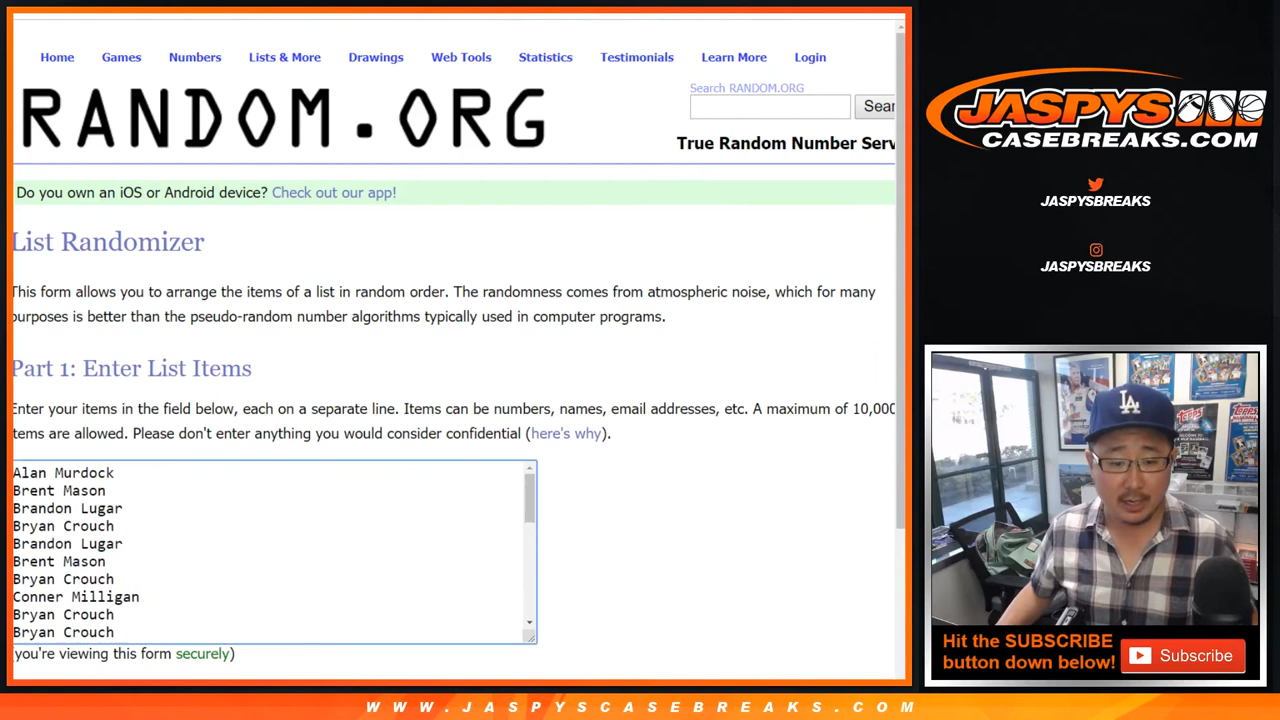 Home Games Numbers Lists & More Drawings Web Tools Statistics Testimonials Learn More Login
RANDOM.ORG
Search RANDOM.ORG
Sear
True Random Number Serv
Do you own an iOS or Android device? Check out our app!
List Randomizer
This form allows you to arrange the items of a list in random order. The randomness comes from atmospheric noise, which for many
purposes is better than the pseudo-random number algorithms typically used in computer programs.
Part 1: Enter List Items
Enter your items in the field below, each on a separate line. Items can be numbers, names, email addresses, etc. A maximum of 10,000
items are allowed. Please don't enter anything you would consider confidential (here's why).
Alan Murdock
Brent Mason
Brandon Lugar
Bryan Crouch
Brandon Lugar
Brent Mason
Bryan Crouch
Conner Milligan
Bryan Crouch
Bryan Crouch
you're viewing this form securely)
JASPYS
CASEBREAKS.COM
JASPYSBREAKS
JASPYSBREAKS
LA
Topps
Hit the SUBSCRIBE
button down below!
Subscribe
WWW.JASPYSCASEBREAKS.COM